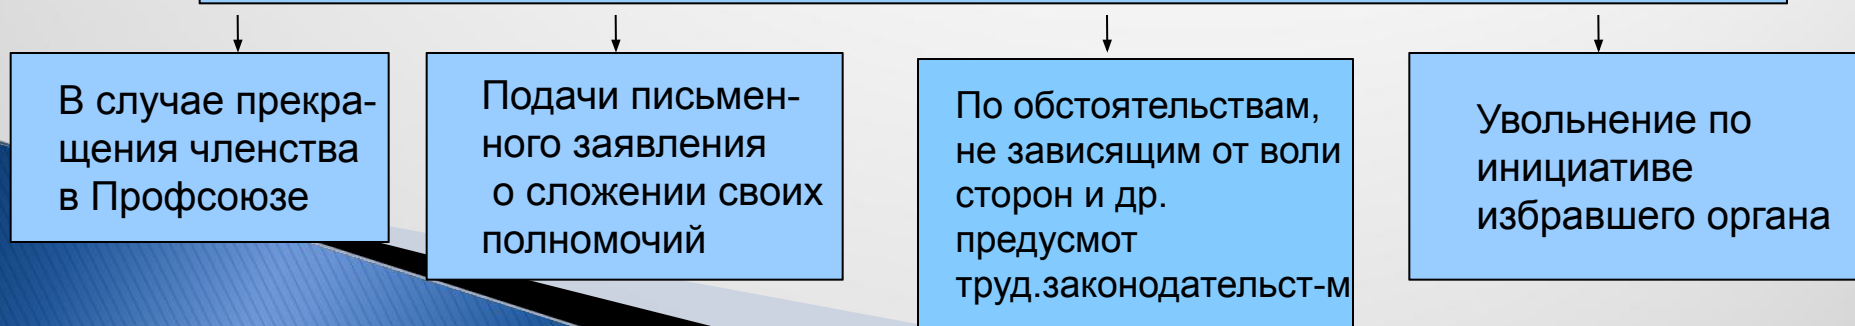 В случае прекра-
щения членства
в Профсоюзе
Подачи письмен-
ного заявления
о сложении своих
полномочий
По обстоятельствам,
не зависящим от воли
сторон и др.
предусмот
труд.законодательст-м
Увольнение по
инициативе
избравшего органа